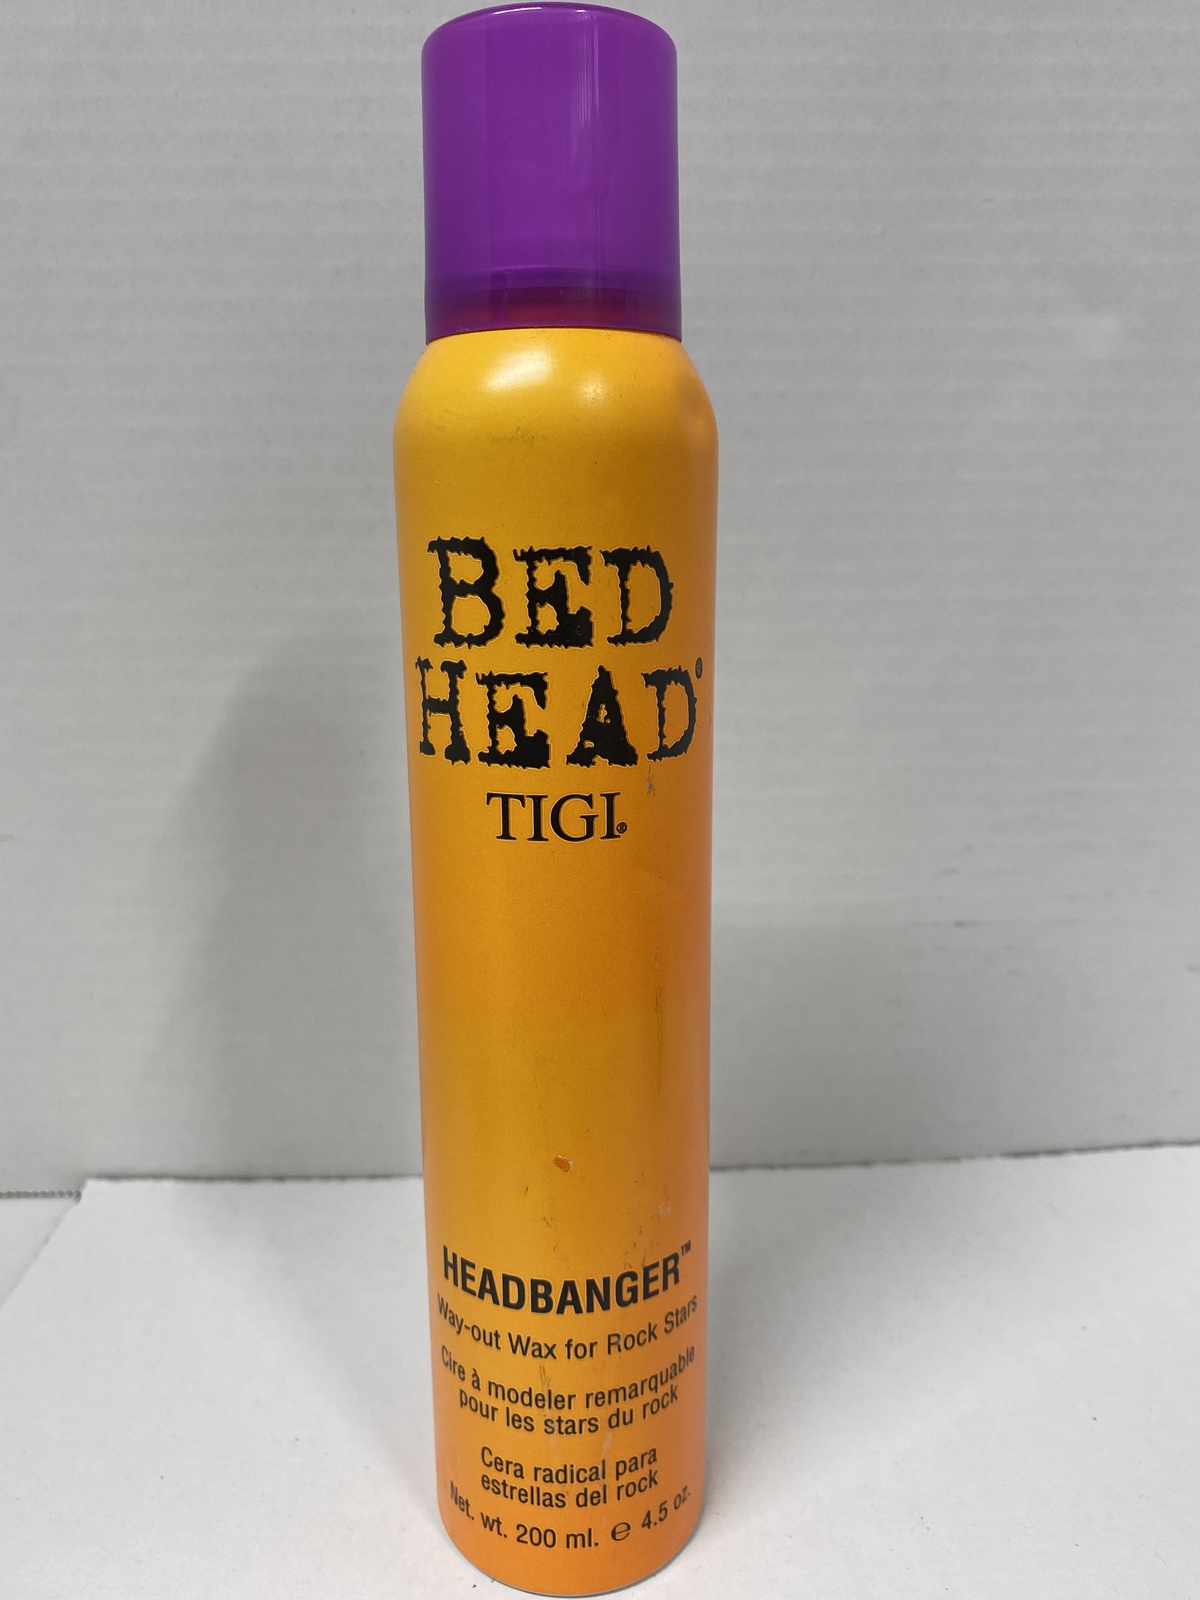 BED
HEAD®
TIGI®
HEADBANGER™
Way-out Wax for Rock Stars
Cire à modeler remarquable
pour les stars du rock
Cera radical para
estrellas del rock
Net. wt. 200 ml. ℮ 4.5 oz.